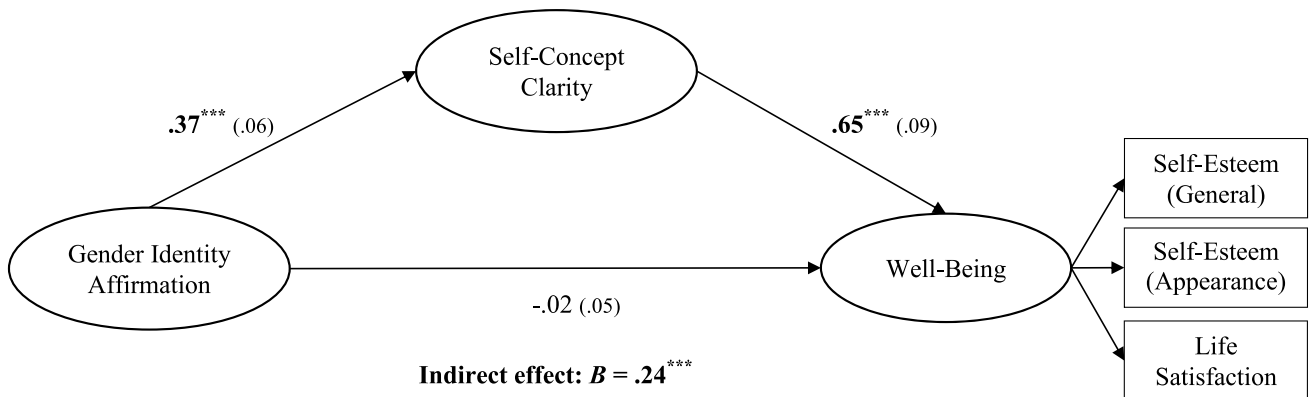 Self-Concept
Clarity
.37*** (.06)
.65*** (.09)
Self-Esteem
(General)
Gender Identity
Affirmation
Well-Being
Self-Esteem
(Appearance)
-.02 (.05)
Life
Satisfaction
Indirect effect: B = .24***